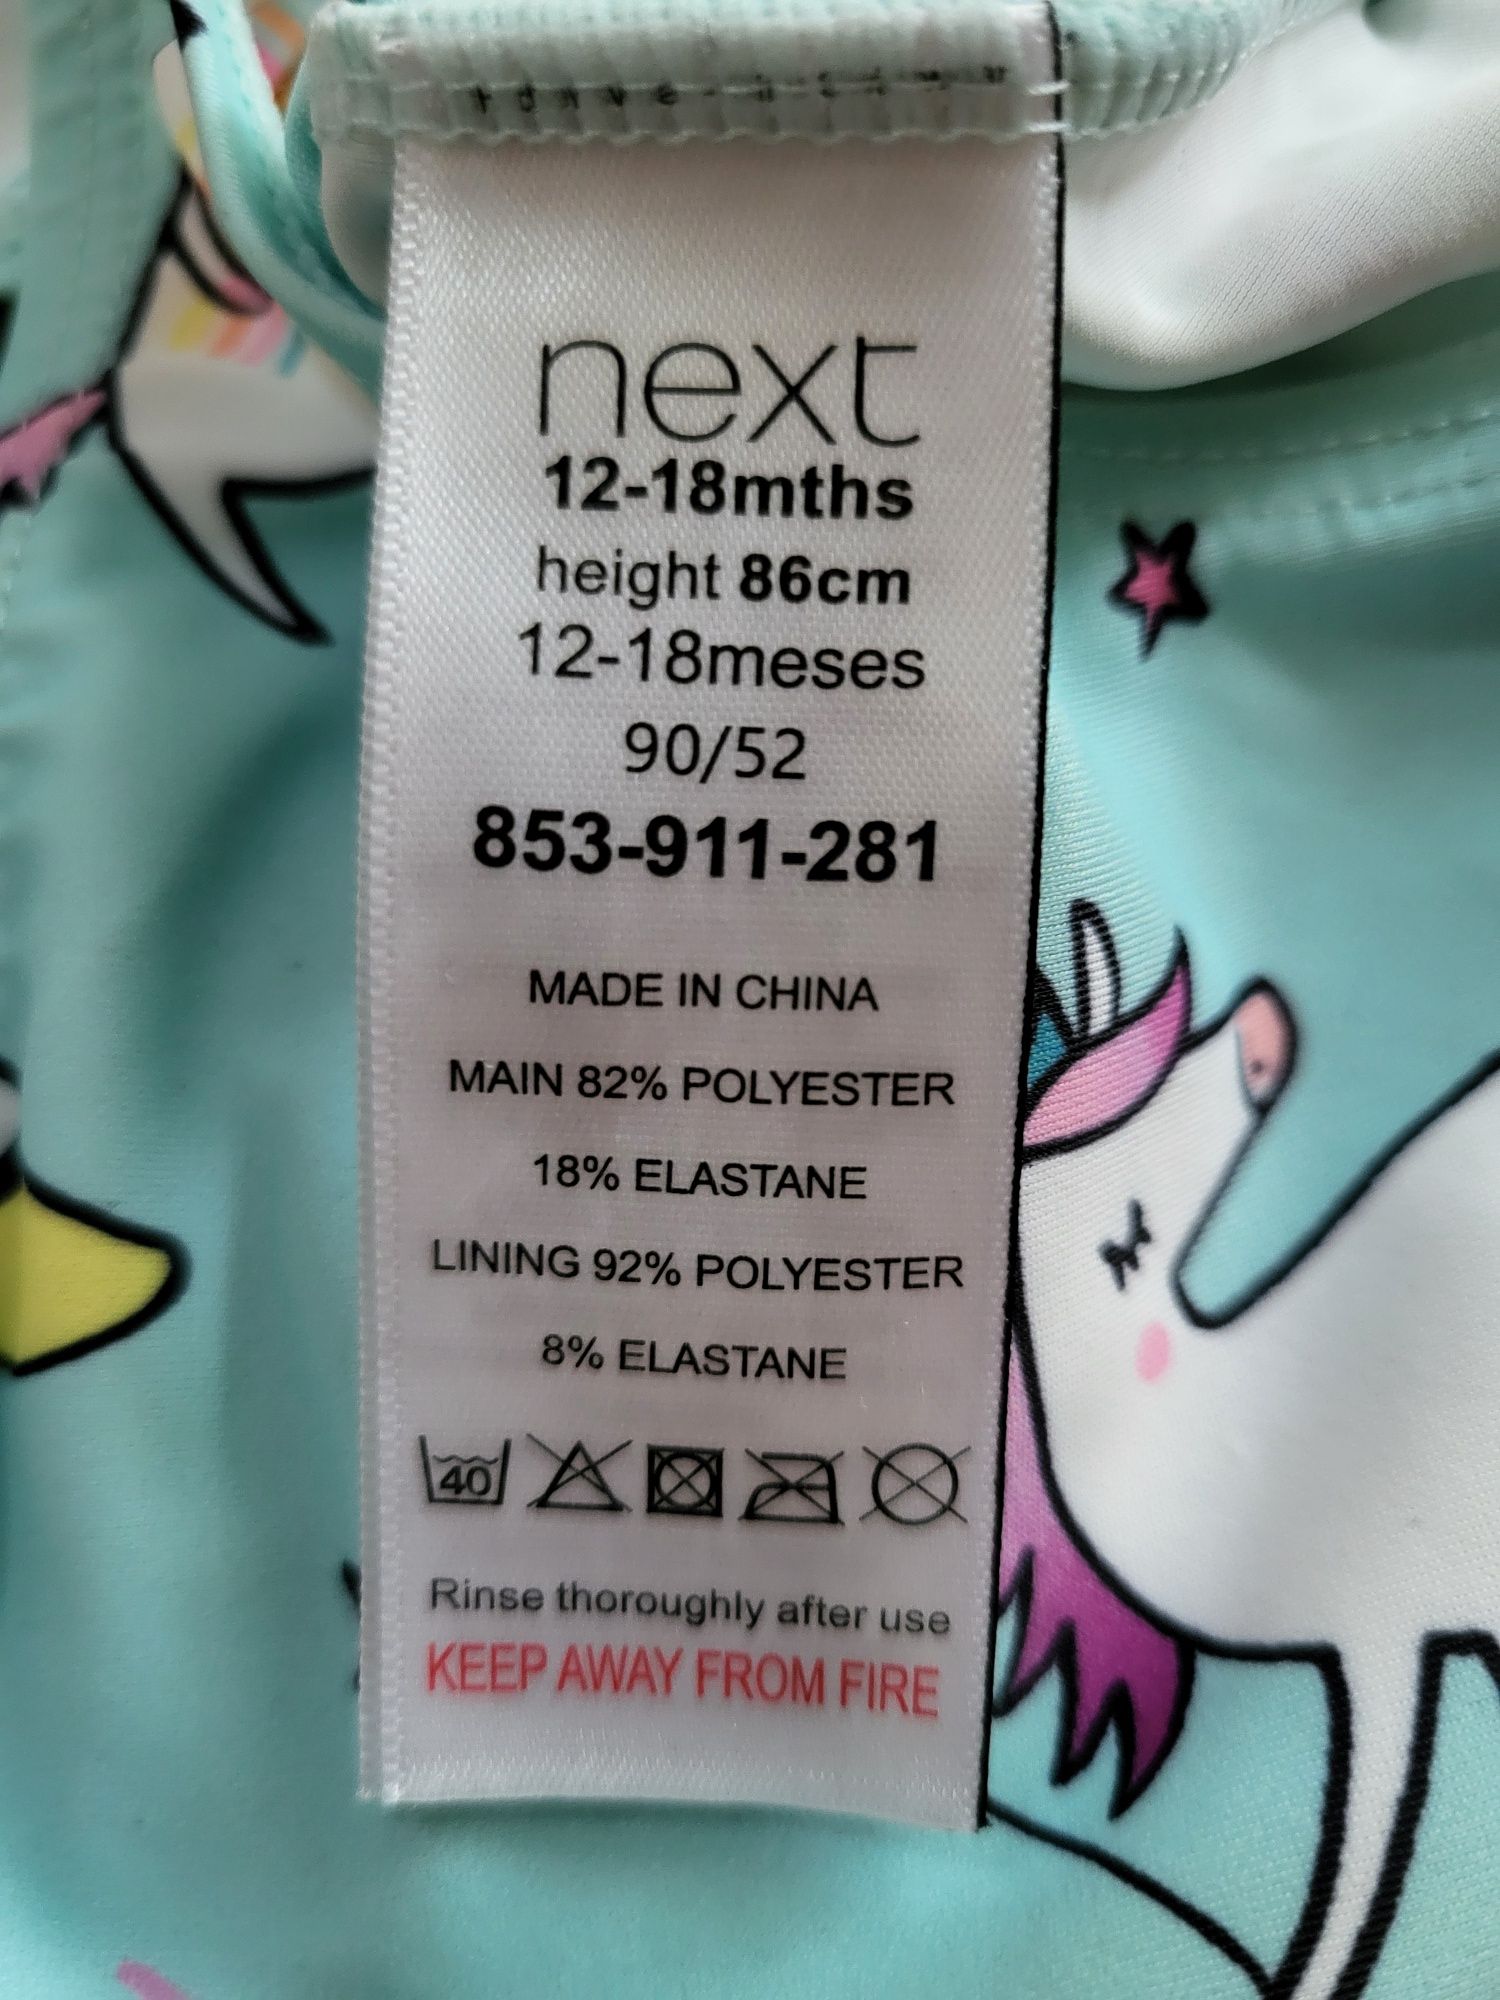 next
12-18mths
height 86cm
12-18meses
90/52
853-911-281
MADE IN CHINA
MAIN 82% POLYESTER
18% ELASTANE
LINING 92% POLYESTER
8% ELASTANE
40
Rinse thoroughly after use
KEEP AWAY FROM FIRE